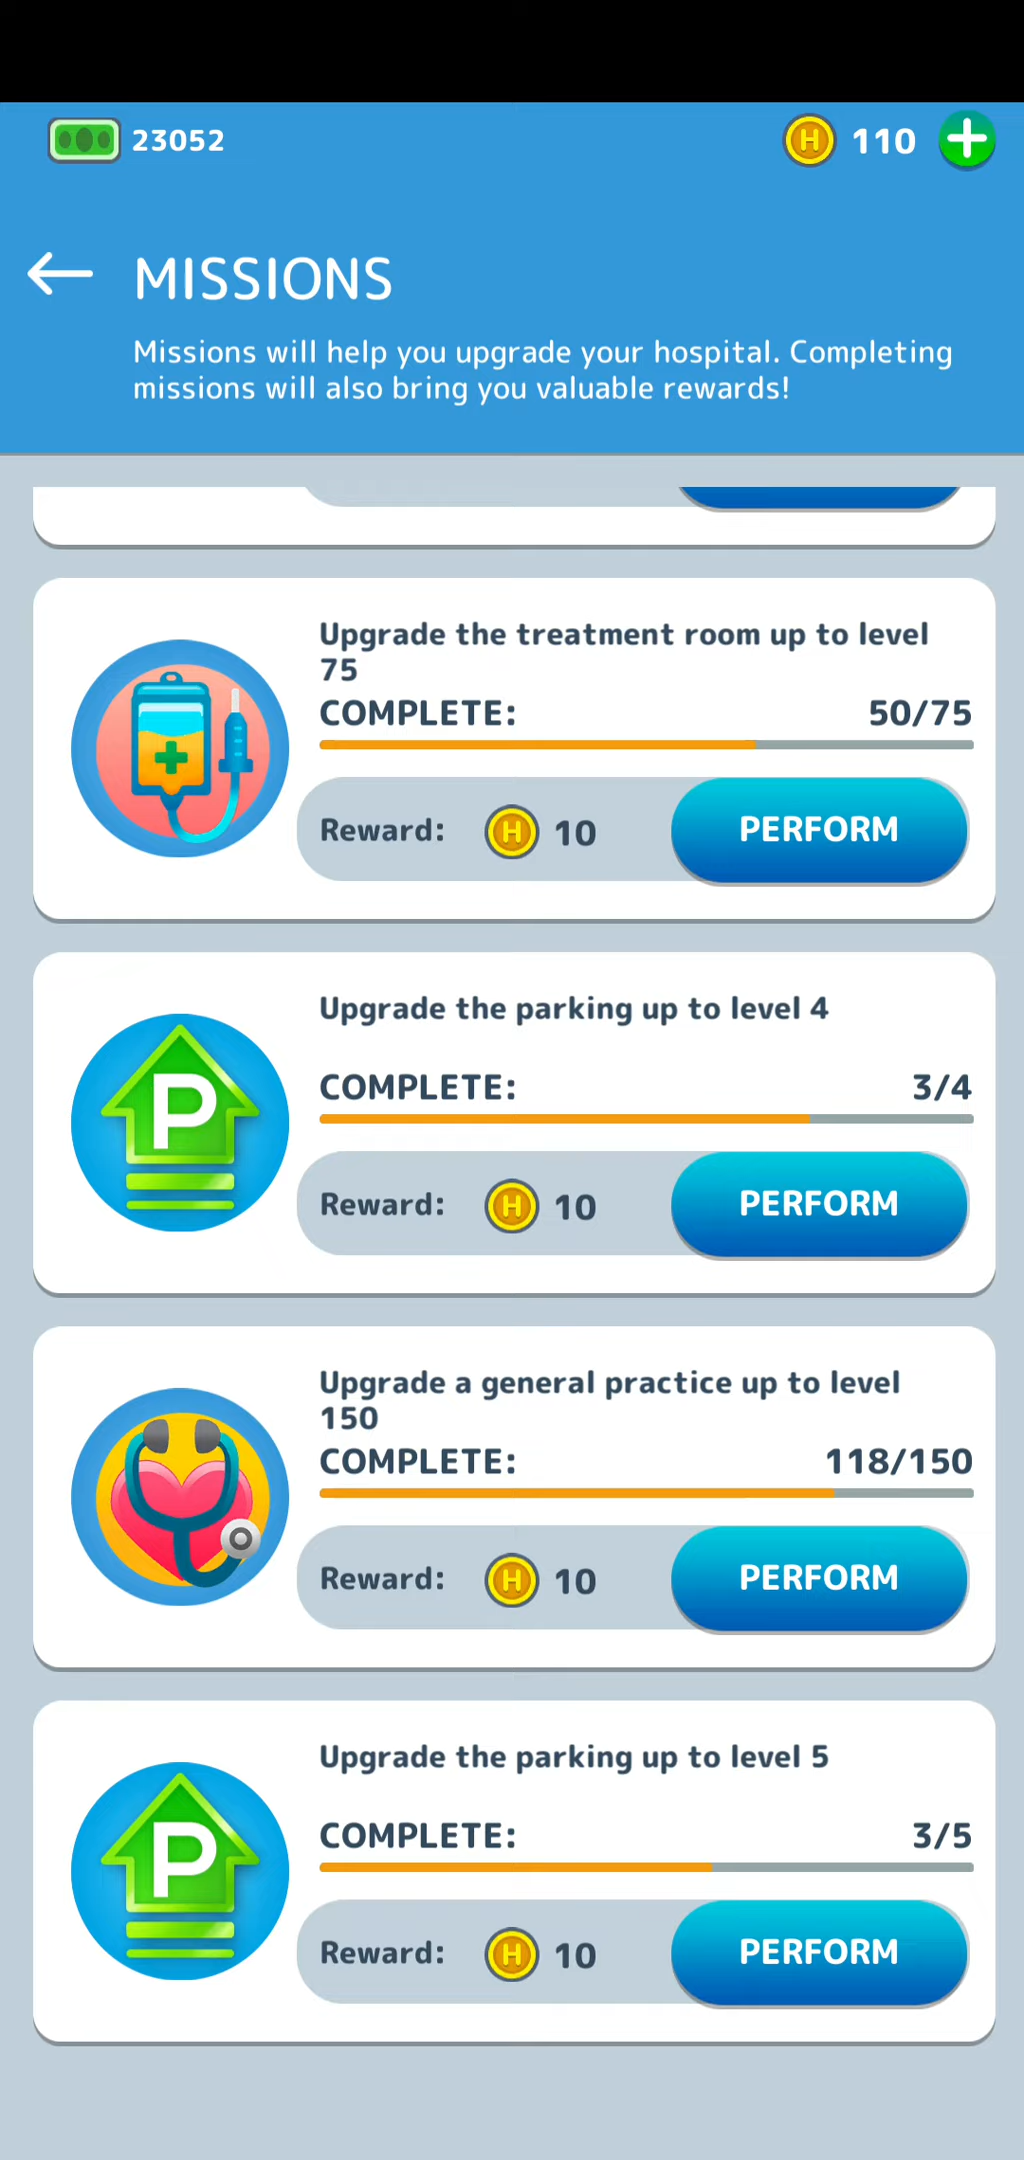 23052
H 110
MISSIONS
Missions will help you upgrade your hospital. Completing
missions will also bring you valuable rewards!
Upgrade the treatment room up to level
75
COMPLETE: 50/75
Reward: H 10 PERFORM
P
Upgrade the parking up to level 4
COMPLETE: 3/4
Reward: H 10 PERFORM
Upgrade a general practice up to level
150
COMPLETE: 118/150
Reward: H 10 PERFORM
P
Upgrade the parking up to level 5
COMPLETE: 3/5
Reward: H 10 PERFORM